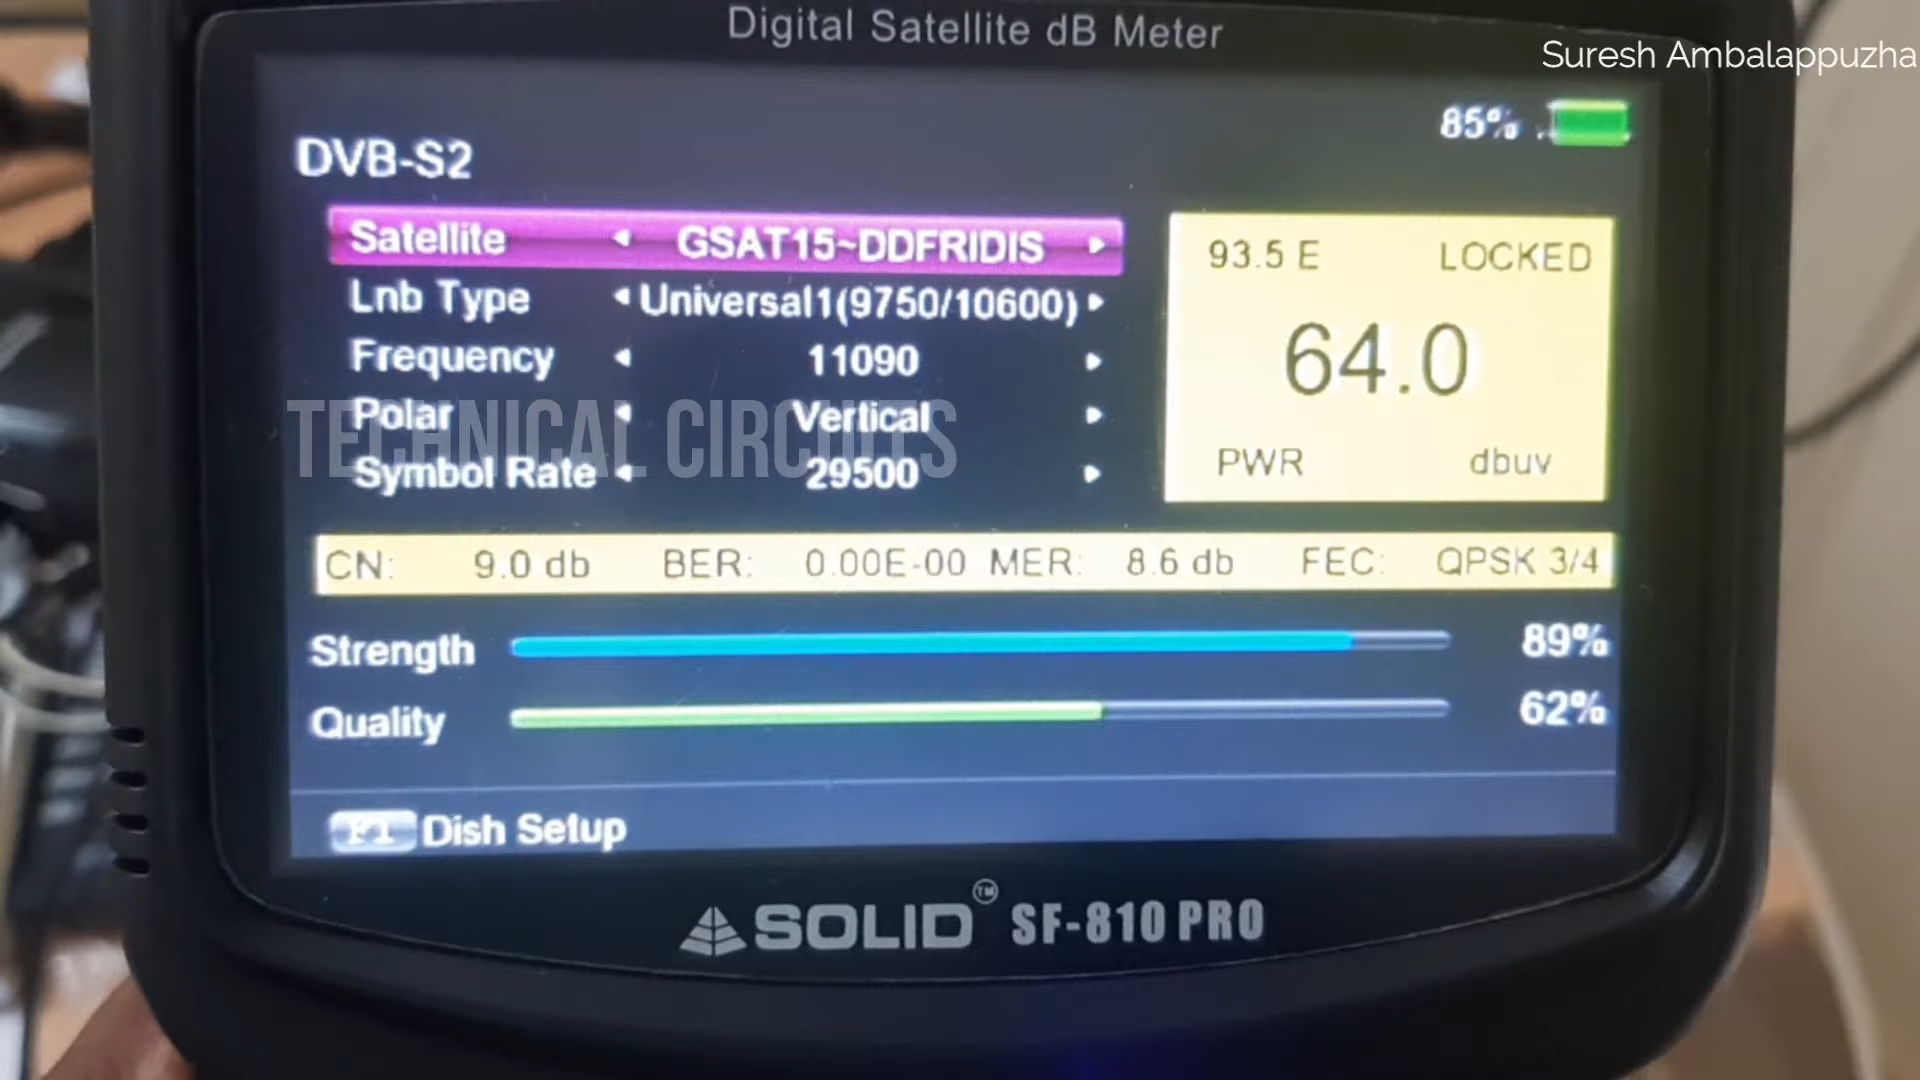 Digital Satellite dB Meter
Suresh Ambalappuzha
85%
DVB-S2
Satellite GSAT15~DDFRIDIS
93.5 E LOCKED
Lnb Type Universal1(9750/10600)
Frequency 11090
64.0
Polar Vertical
TECHNICAL CIRCUITS
PWR dbuv
Symbol Rate 29500
CN: 9.0 db BER: 0.00E-00 MER: 8.6 db FEC: QPSK 3/4
Strength 89%
Quality 62%
F1 Dish Setup
SOLID™ SF-810 PRO